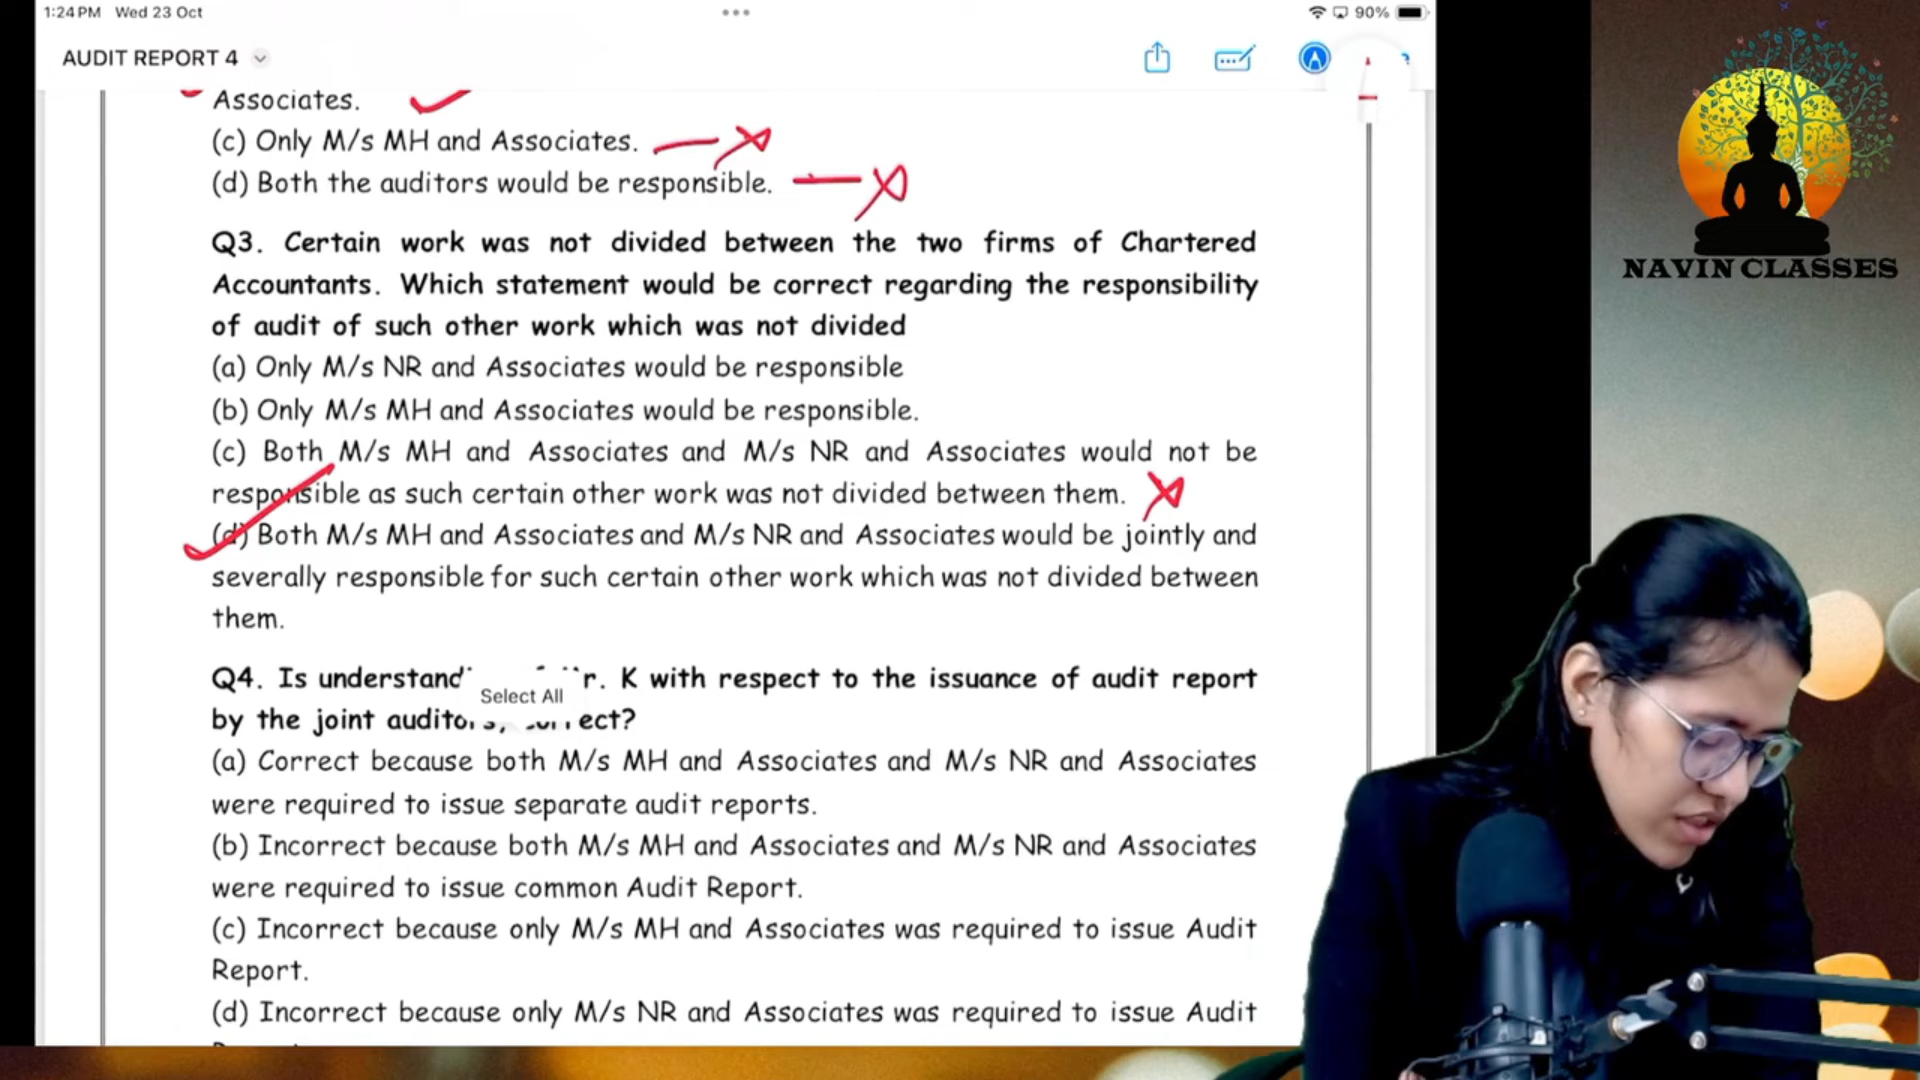 1:24 PM Wed 23 Oct
90%
AUDIT REPORT 4
Associates.
(c) Only M/s MH and Associates.
(d) Both the auditors would be responsible.
Q3. Certain work was not divided between the two firms of Chartered
Accountants. Which statement would be correct regarding the responsibility
of audit of such other work which was not divided
(a) Only M/s NR and Associates would be responsible
(b) Only M/s MH and Associates would be responsible.
(c) Both M/s MH and Associates and M/s NR and Associates would not be
responsible as such certain other work was not divided between them.
(d) Both M/s MH and Associates and M/s NR and Associates would be jointly and
severally responsible for such certain other work which was not divided between
them.
Q4. Is K with respect to the issuance of audit report
Select All
by the joint
(a) Correct because both M/s MH and Associates and M/s NR and Associates
were required to issue separate audit reports.
(b) Incorrect because both M/s MH and Associates and M/s NR and Associates
were required to issue common Audit Report.
(c) Incorrect because only M/s MH and Associates was required to issue Audit
Report.
(d) Incorrect because only M/s NR and Associates was required to issue Audit
NAVIN CLASSES